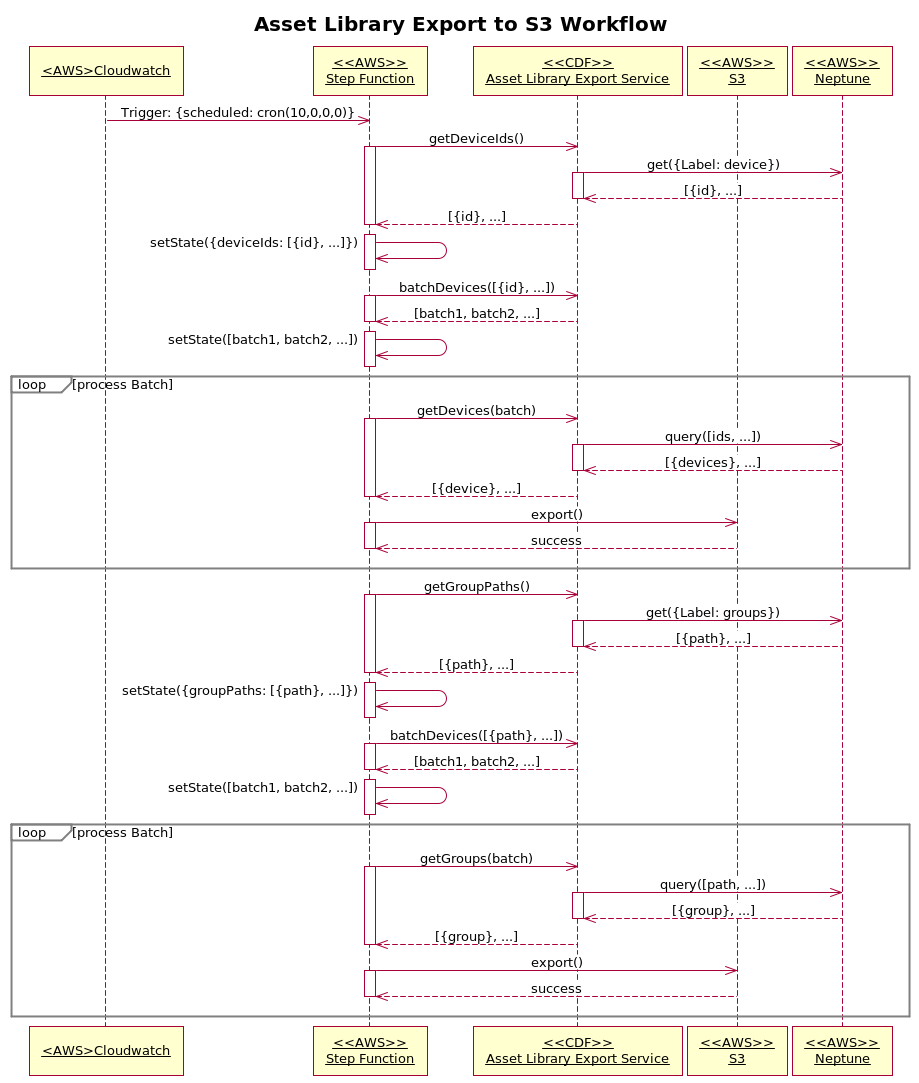 Asset Library Export to S3 Workflow
<AWS>Cloudwatch
<<AWS>>
Step Function
<<CDF>>
Asset Library Export Service
<<AWS>>
S3
<<AWS>>
Neptune
Trigger: {scheduled: cron(10,0,0,0)}
getDeviceIds()
get({Label: device})
[{id}, ...]
[{id}, ...]
setState({deviceIds: [{id}, ...]})
batchDevices([{id}, ...])
[batch1, batch2, ...]
setState([batch1, batch2, ...])
loop [process Batch]
getDevices(batch)
query([ids, ...])
[{devices}, ...]
[{device}, ...]
export()
success
getGroupPaths()
get({Label: groups})
[{path}, ...]
[{path}, ...]
setState({groupPaths: [{path}, ...]})
batchDevices([{path}, ...])
[batch1, batch2, ...]
setState([batch1, batch2, ...])
loop [process Batch]
getGroups(batch)
query([path, ...])
[{group}, ...]
[{group}, ...]
export()
success
<AWS>Cloudwatch
<<AWS>>
Step Function
<<CDF>>
Asset Library Export Service
<<AWS>>
S3
<<AWS>>
Neptune